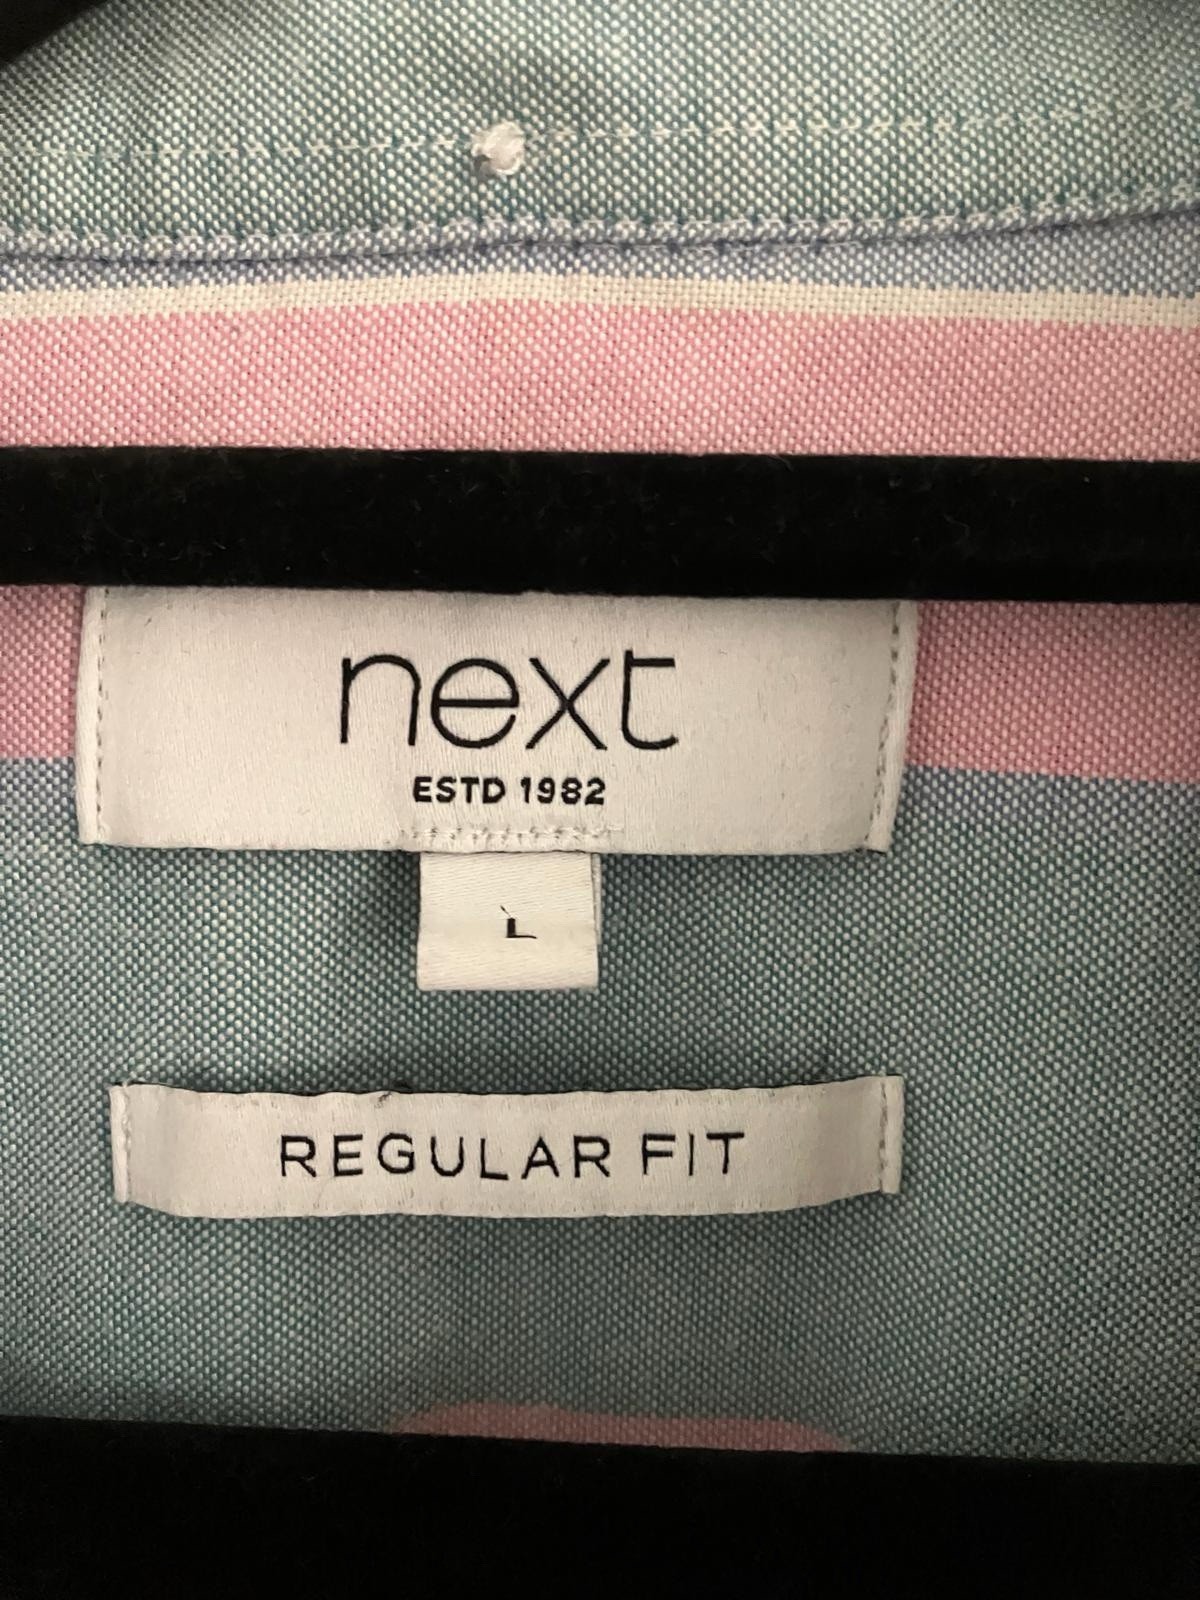 next
ESTD 1982
L
REGULAR FIT